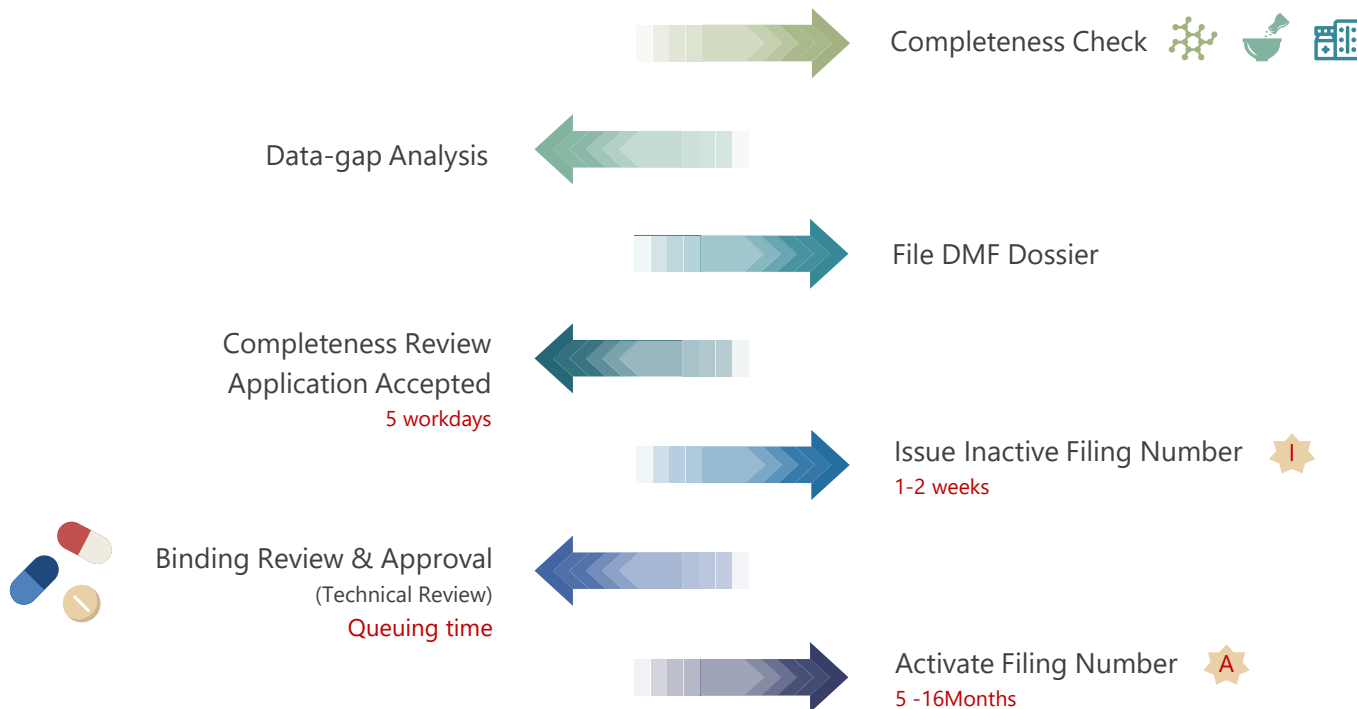 Completeness Check
Data-gap Analysis
File DMF Dossier
Completeness Review
Application Accepted
5 workdays
Issue Inactive Filing Number
I
1-2 weeks
Binding Review & Approval
(Technical Review)
Queuing time
Activate Filing Number
A
5 -16Months